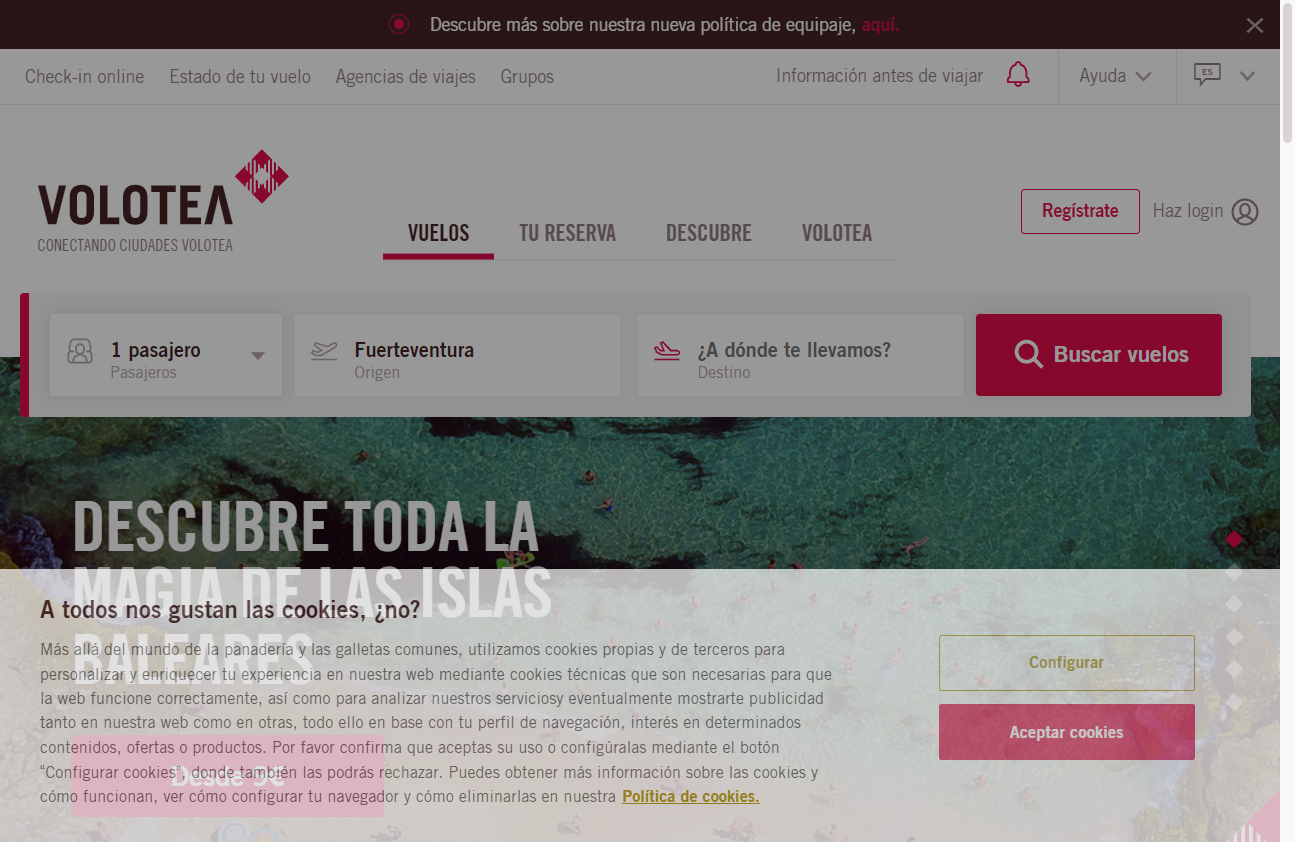 Descubre más sobre nuestra nueva política de equipaje, aquí.
Check-in online Estado de tu vuelo Agencias de viajes Grupos Información antes de viajar Ayuda ES
VOLOTEA
CONECTANDO CIUDADES VOLOTEA
VUELOS TU RESERVA DESCUBRE VOLOTEA
Regístrate Haz login
1 pasajero
Pasajeros
Fuerteventura
Origen
¿A dónde te llevamos?
Destino
Buscar vuelos
DESCUBRE TODA LA
MAGIA DE LAS ISLAS
BALEARES
Desde 9€
A todos nos gustan las cookies, ¿no?
Más allá del mundo de la panadería y las galletas comunes, utilizamos cookies propias y de terceros para
personalizar y enriquecer tu experiencia en nuestra web mediante cookies técnicas que son necesarias para que
la web funcione correctamente, así como para analizar nuestros serviciosy eventualmente mostrarte publicidad
tanto en nuestra web como en otras, todo ello en base con tu perfil de navegación, interés en determinados
contenidos, ofertas o productos. Por favor confirma que aceptas su uso o configúralas mediante el botón
“Configurar cookies”, donde también las podrás rechazar. Puedes obtener más información sobre las cookies y
cómo funcionan, ver cómo configurar tu navegador y cómo eliminarlas en nuestra Política de cookies.
Configurar
Aceptar cookies